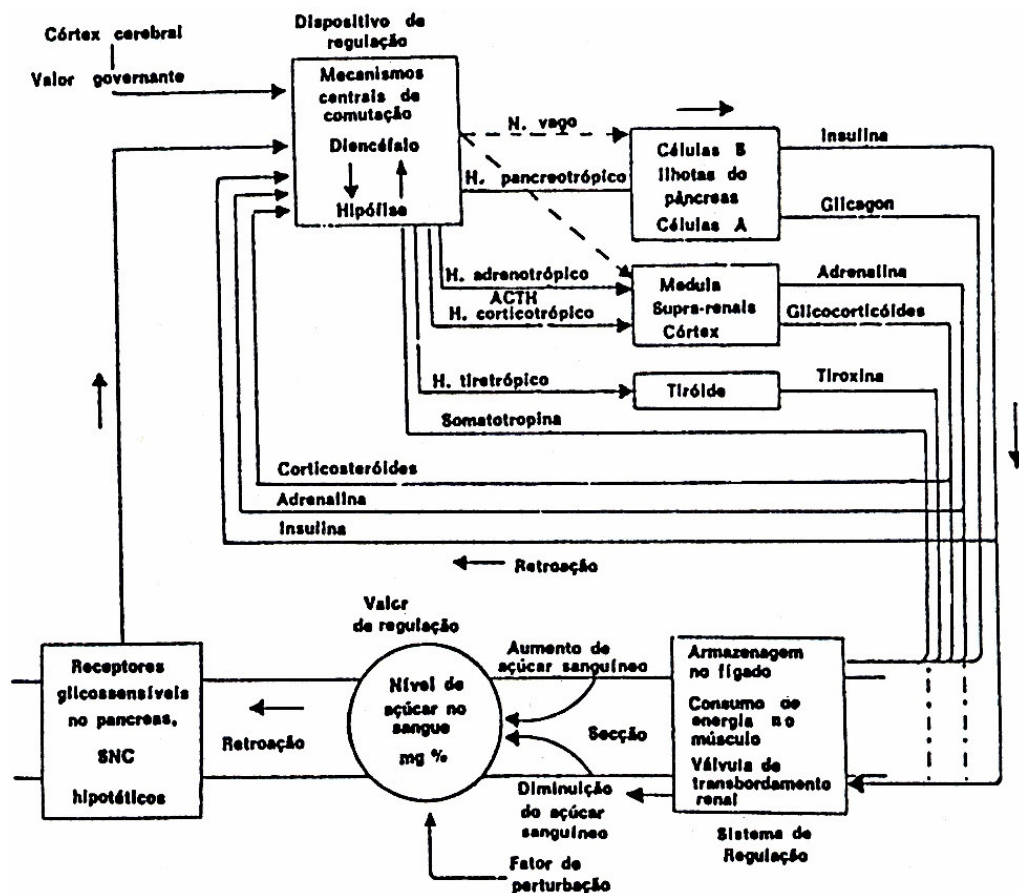 Córtex cerebral
Valor governante
Dispositivo de
regulação
Mecanismos
centrais de
comutação
Diencéfalo
Hipófise
N. vago
H. pancreotrópico
Células B
Ilhotas do
pâncreas
Células A
Insulina
Glicagon
H. adrenotrópico
ACTH
H. corticotrópico
Medula
Supra-renais
Córtex
Adrenalina
Glicocorticóides
H. tiretrópico
Tiróide
Tiroxina
Somatotropina
Corticosteróides
Adrenalina
Insulina
Retroação
Receptores
glicossensíveis
no pancreas,
SNC
hipotéticos
Retroação
Valor
de regulação
Nível de
açúcar no
sangue
mg %
Aumento de
açúcar sanguíneo
Secção
Diminuição
do açúcar
sanguíneo
Fator de
perturbação
Armazenagem
no fígado
Consumo de
energia no
músculo
Válvula de
transbordamento
renal
Sistema de
Regulação